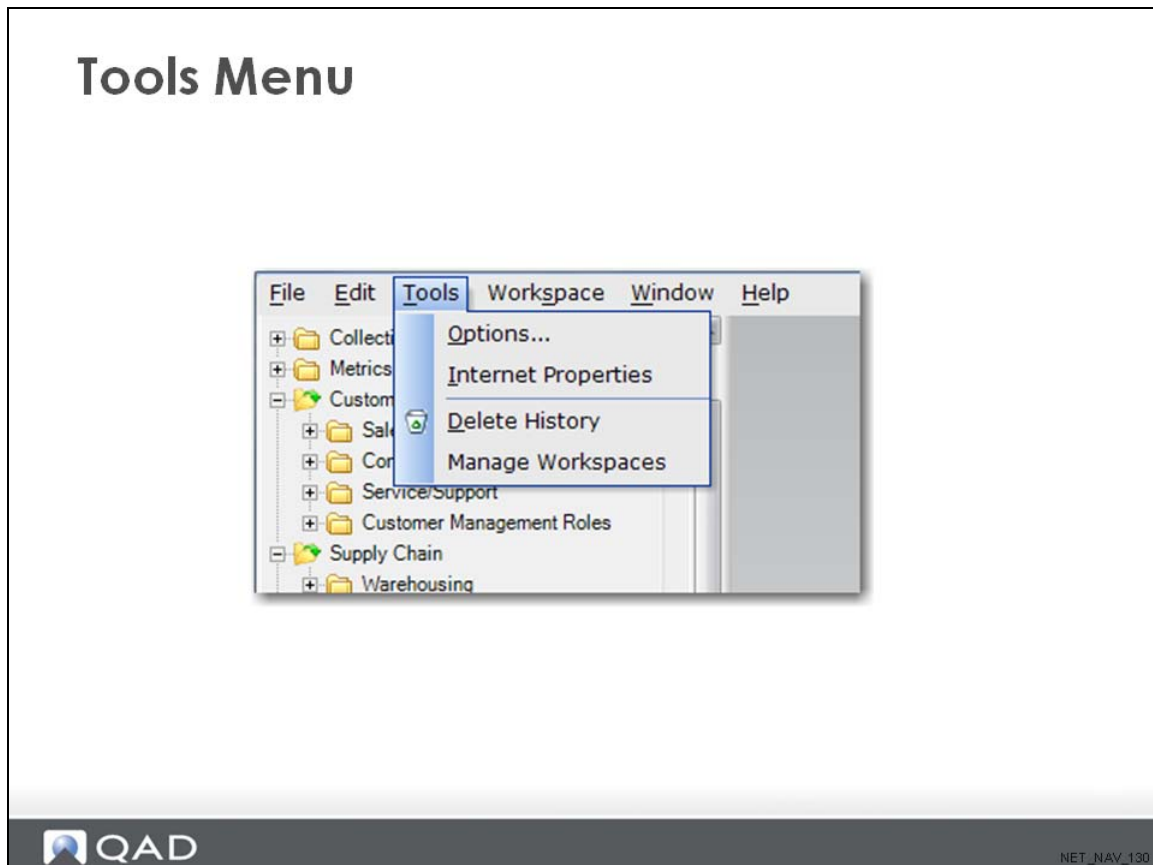 Tools Menu
File Edit Tools Workspace Window Help
Options...
Internet Properties
Delete History
Manage Workspaces
Metrics
Service/Support
Customer Management Roles
Supply Chain
Warehousing
QAD
NET_NAV_130